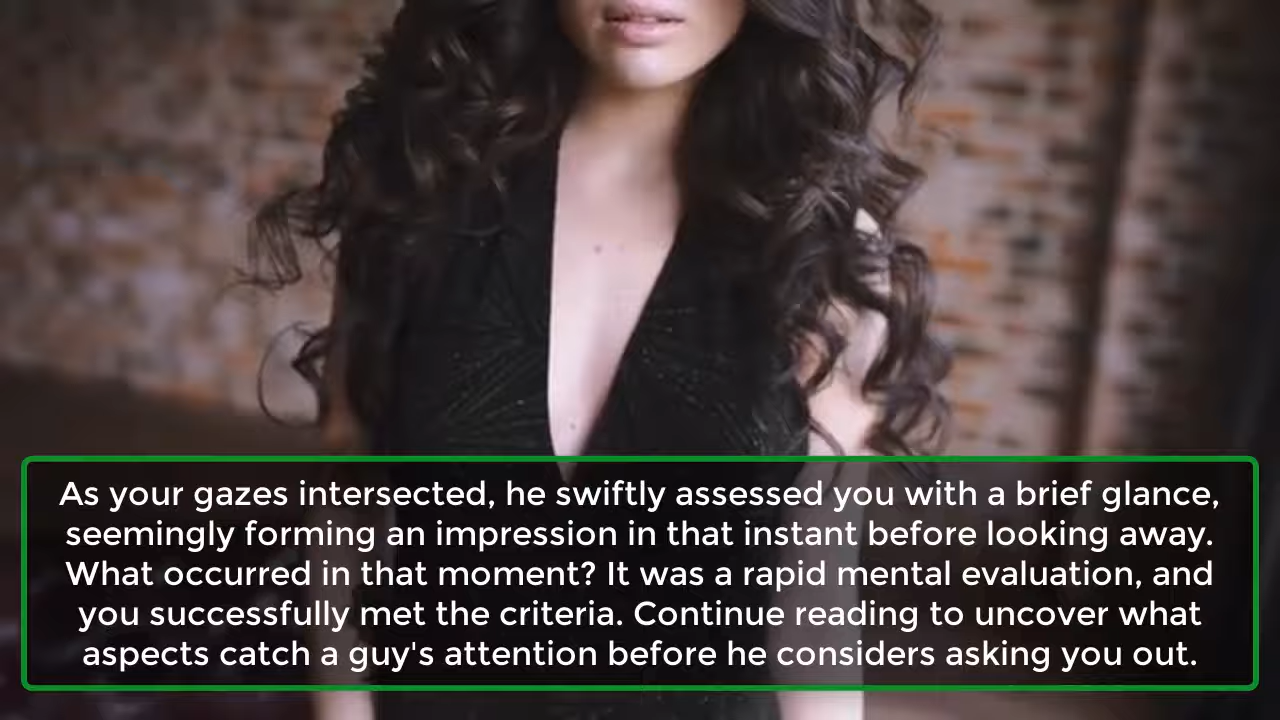 As your gazes intersected, he swiftly assessed you with a brief glance,
seemingly forming an impression in that instant before looking away.
What occurred in that moment? It was a rapid mental evaluation, and
you successfully met the criteria. Continue reading to uncover what
aspects catch a guy's attention before he considers asking you out.